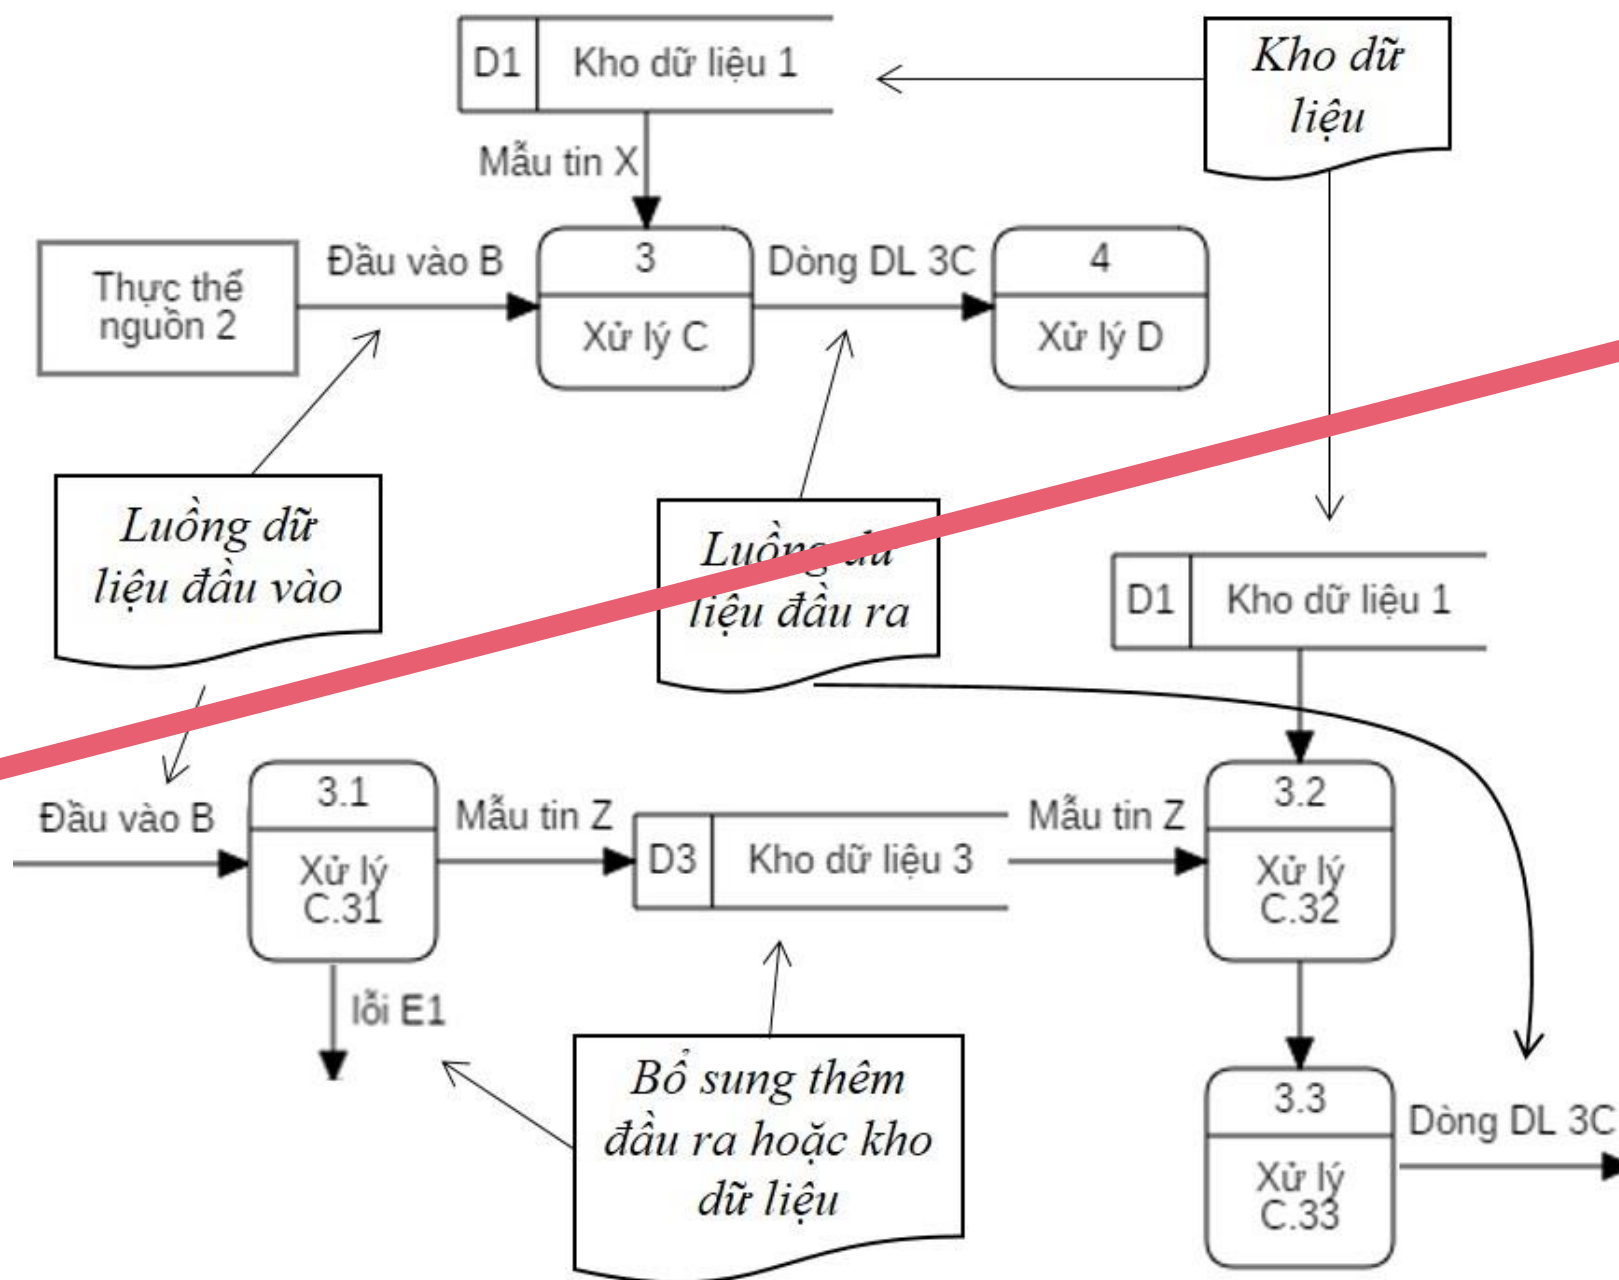 D1 Kho dữ liệu 1
Kho dữ
liệu
Mẫu tin X
Thực thể
nguồn 2
Đầu vào B
3
Xử lý C
Dòng DL 3C
4
Xử lý D
Luồng dữ
liệu đầu vào
Luồng dữ
liệu đầu ra
D1 Kho dữ liệu 1
Đầu vào B
3.1
Xử lý
C.31
Mẫu tin Z
D3 Kho dữ liệu 3
Mẫu tin Z
3.2
Xử lý
C.32
lỗi E1
Bổ sung thêm
đầu ra hoặc kho
dữ liệu
3.3
Xử lý
C.33
Dòng DL 3C